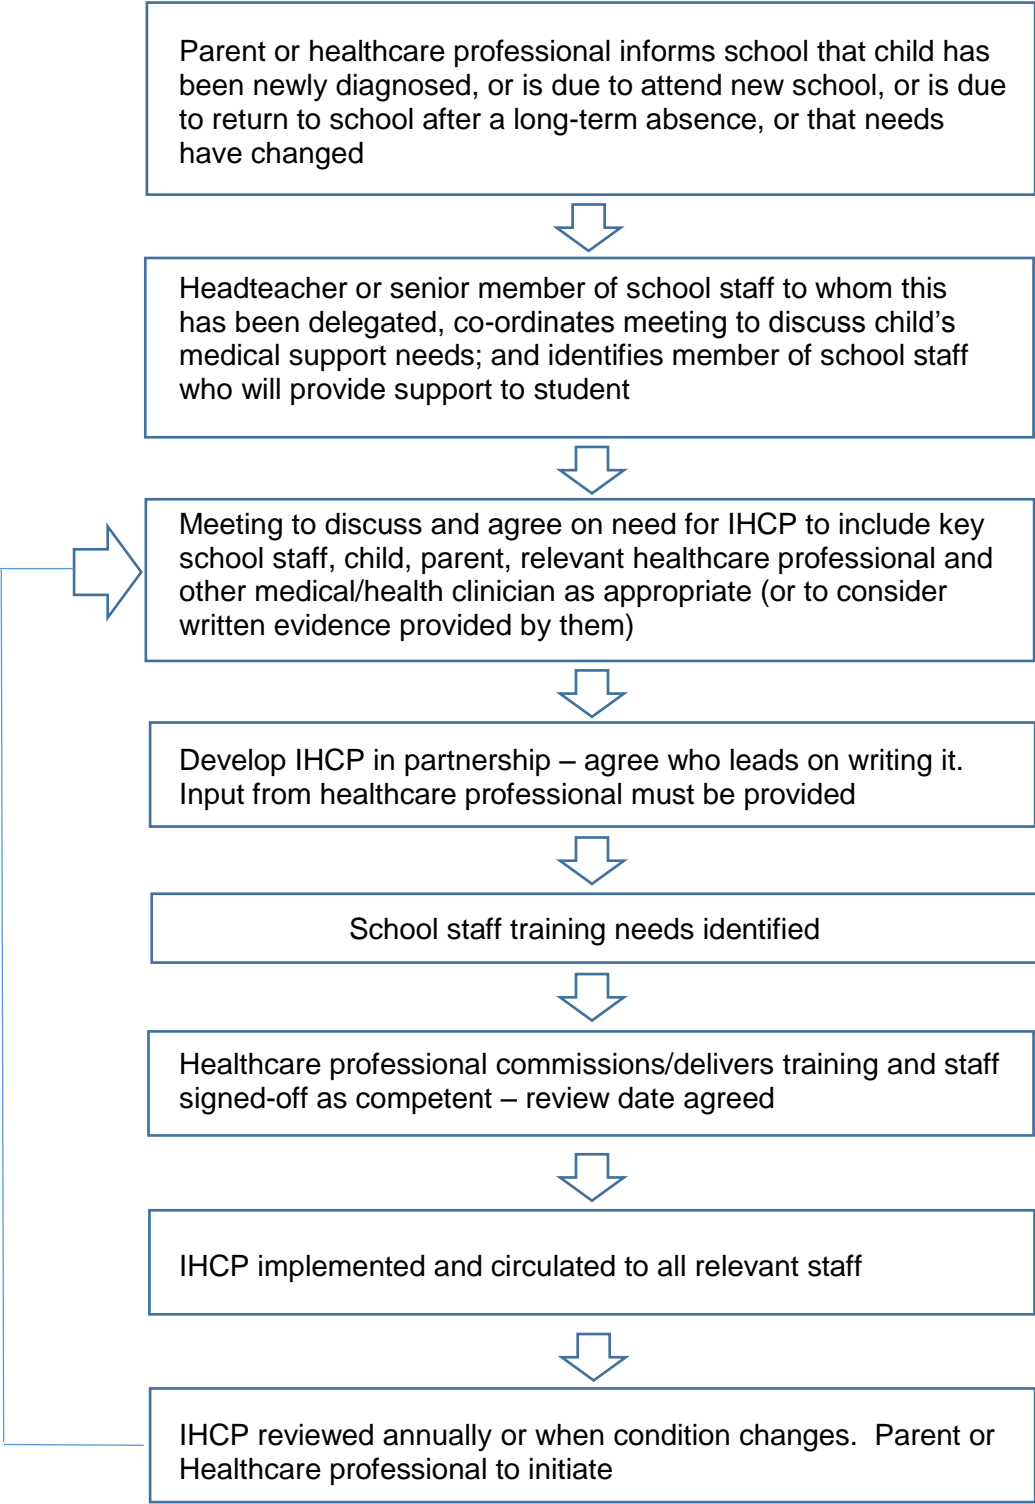 Parent or healthcare professional informs school that child has
been newly diagnosed, or is due to attend new school, or is due
to return to school after a long-term absence, or that needs
have changed
Headteacher or senior member of school staff to whom this
has been delegated, co-ordinates meeting to discuss child's
medical support needs; and identifies member of school staff
who will provide support to student
Meeting to discuss and agree on need for IHCP to include key
school staff, child, parent, relevant healthcare professional and
other medical/health clinician as appropriate (or to consider
written evidence provided by them)
Develop IHCP in partnership – agree who leads on writing it.
Input from healthcare professional must be provided
School staff training needs identified
Healthcare professional commissions/delivers training and staff
signed-off as competent – review date agreed
IHCP implemented and circulated to all relevant staff
IHCP reviewed annually or when condition changes.  Parent or
Healthcare professional to initiate